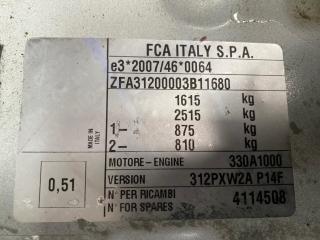 FCA ITALY S.P.A.
e3*2007/46*0064
ZFA31200003B11680
1615 kg
2515 kg
1– 875 kg
2– 810 kg
MADE IN
ITALY
MOTORE-ENGINE 330A1000
0,51
VERSION 312PXW2A P14F
N° PER RICAMBI
N° FOR SPARES 4114508